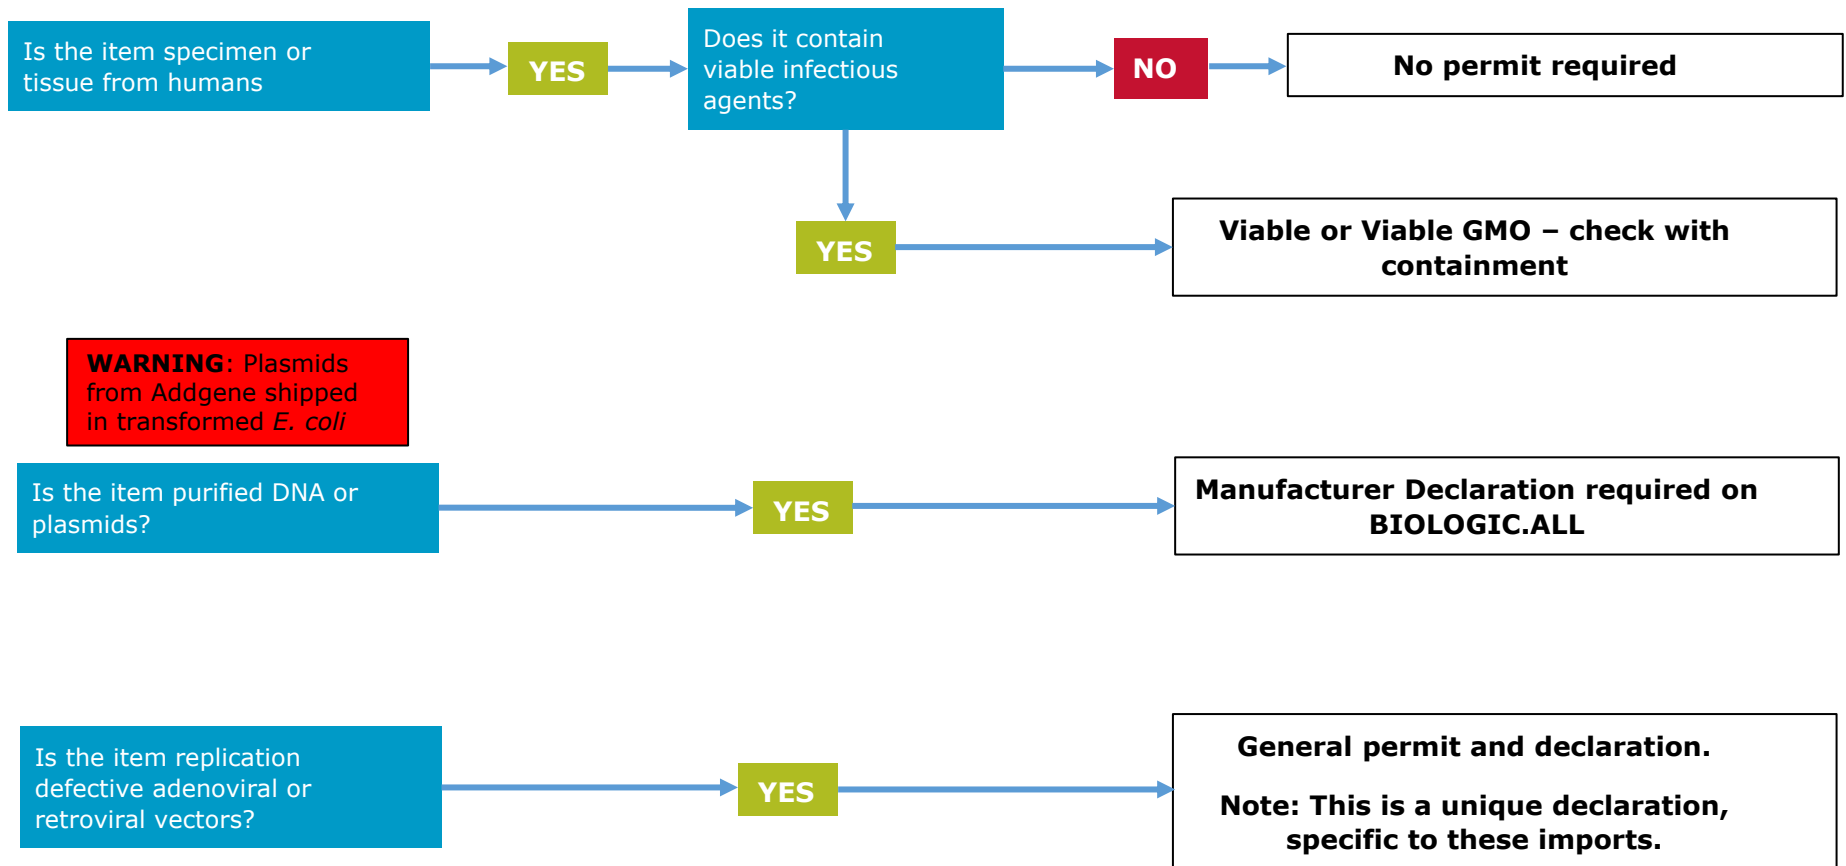 Is the item specimen or
tissue from humans
YES
Does it contain
viable infectious
agents?
NO
No permit required
YES
Viable or Viable GMO – check with
containment
WARNING: Plasmids
from Addgene shipped
in transformed E. coli
Is the item purified DNA or
plasmids?
YES
Manufacturer Declaration required on
BIOLOGIC.ALL
Is the item replication
defective adenoviral or
retroviral vectors?
YES
General permit and declaration.
Note: This is a unique declaration,
specific to these imports.